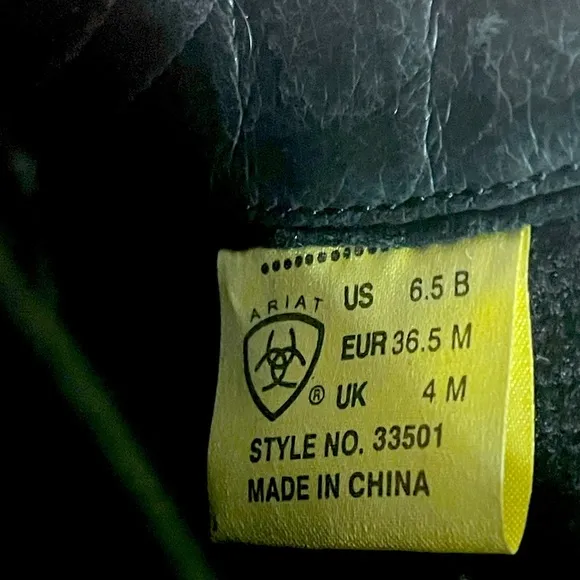 ARIAT
US 6.5 B
EUR 36.5 M
® UK 4 M
STYLE NO. 33501
MADE IN CHINA